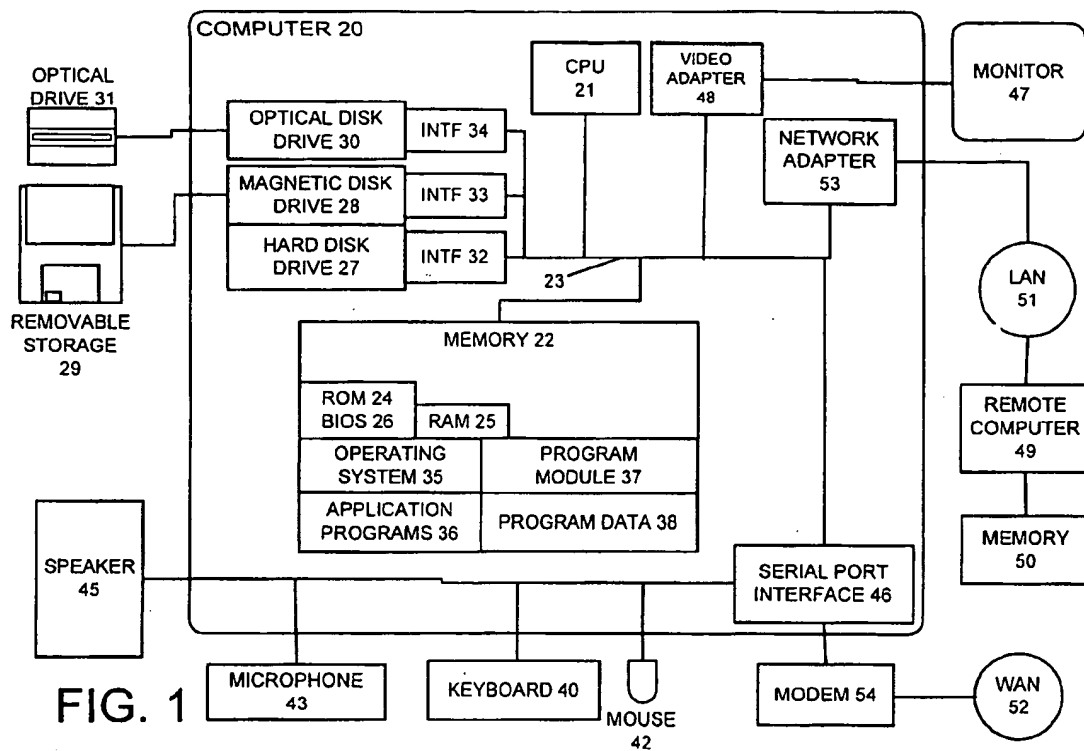 COMPUTER 20
OPTICAL
DRIVE 31
REMOVABLE
STORAGE
29
OPTICAL DISK
DRIVE 30
INTF 34
MAGNETIC DISK
DRIVE 28
INTF 33
HARD DISK
DRIVE 27
INTF 32
CPU
21
VIDEO
ADAPTER
48
MONITOR
47
NETWORK
ADAPTER
53
23
LAN
51
REMOTE
COMPUTER
49
MEMORY
50
MEMORY 22
ROM 24
BIOS 26
RAM 25
OPERATING
SYSTEM 35
PROGRAM
MODULE 37
APPLICATION
PROGRAMS 36
PROGRAM DATA 38
SPEAKER
45
SERIAL PORT
INTERFACE 46
MICROPHONE
43
KEYBOARD 40
MOUSE
42
MODEM 54
WAN
52
FIG. 1